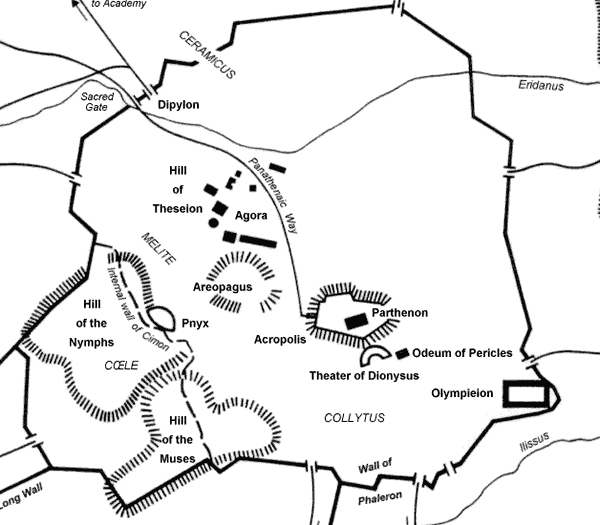 to Academy
CERAMICUS
Sacred
Gate
Dipylon
Eridanus
Hill
of
Theseion
Agora
Panathenaic Way
MELITE
Internal wall of Cimon
Areopagus
Hill
of the
Nymphs
Pnyx
Parthenon
Acropolis
Odeum of Pericles
Theater of Dionysus
CŒLE
Olympieion
Hill
of the
Muses
COLLYTUS
Ilissus
Wall of
Phaleron
Long Wall